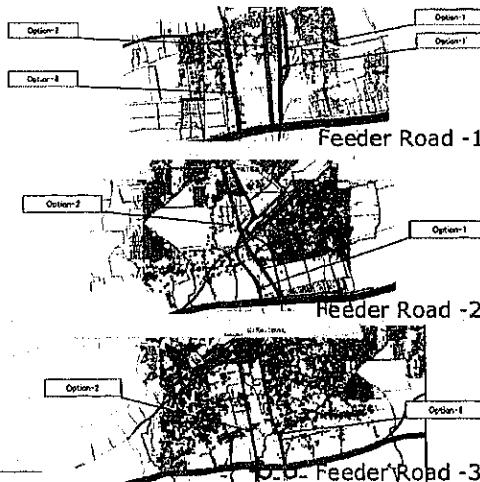 Option-2
Option-1
Option-1'
Option-3
Feeder Road -1
Option-2
Option-1
Feeder Road -2
Option-2
Option-1
Feeder Road -3